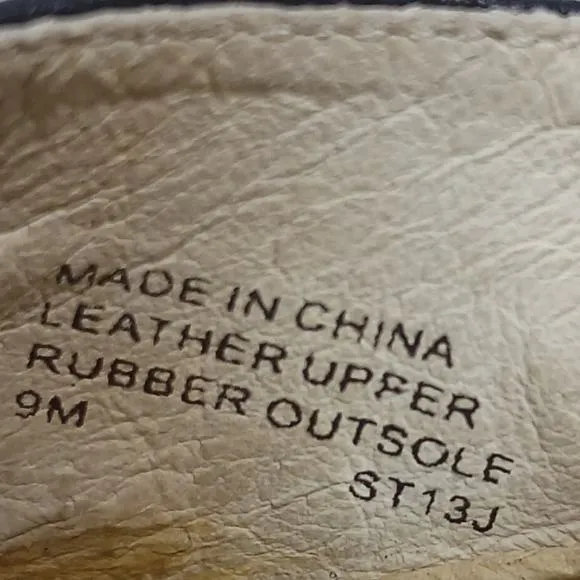 MADE IN CHINA
LEATHER UPPER
RUBBER OUTSOLE
9M
ST13J